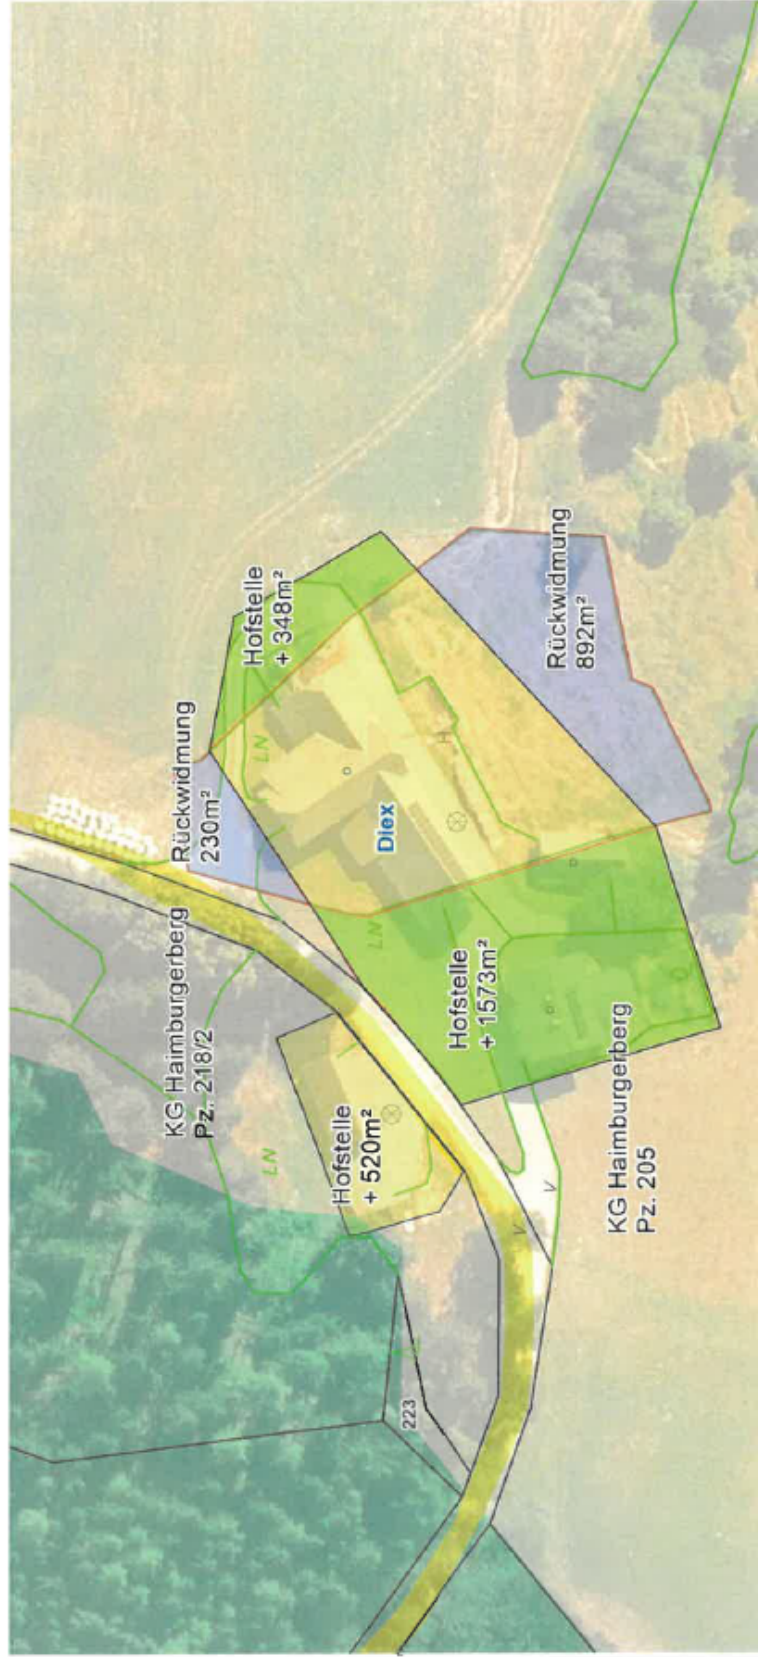 KG Haimburgerberg
Pz. 218/2
Rückwidmung
230m²
Hofstelle
+ 348m²
LN
Diex
H
LN
Rückwidmung
892m²
Hofstelle
+ 520m²
LN
Hofstelle
+ 1573m²
KG Haimburgerberg
Pz. 205
V
V
223